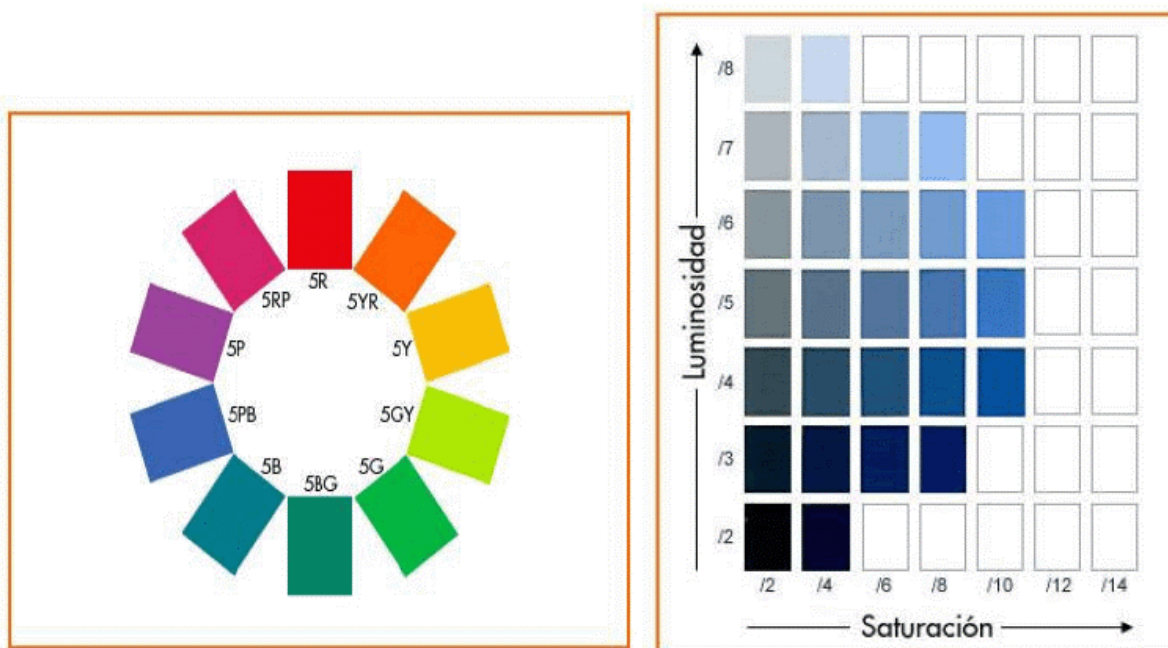 5R
5YR
5Y
5GY
5G
5BG
5B
5PB
5P
5RP
Luminosidad
/8
/7
/6
/5
/4
/3
/2
/2 /4 /6 /8 /10 /12 /14
Saturación